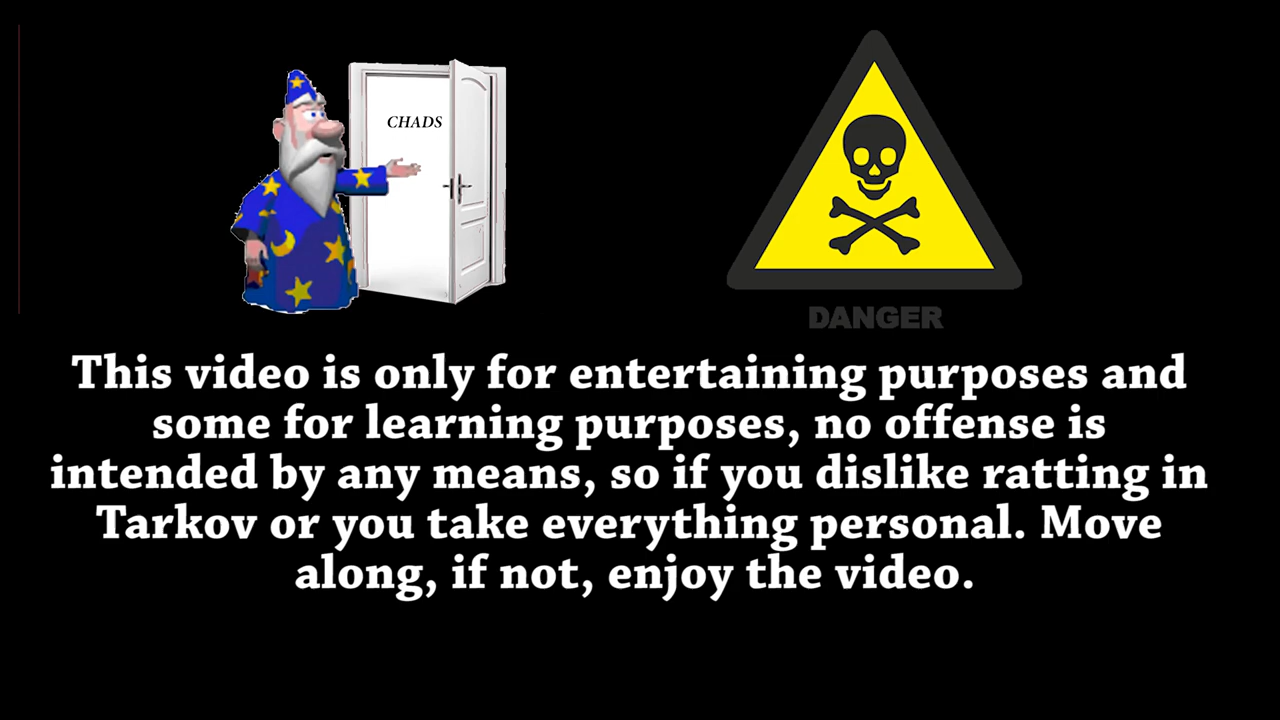 CHADS
DANGER
This video is only for entertaining purposes and
some for learning purposes, no offense is
intended by any means, so if you dislike ratting in
Tarkov or you take everything personal. Move
along, if not, enjoy the video.